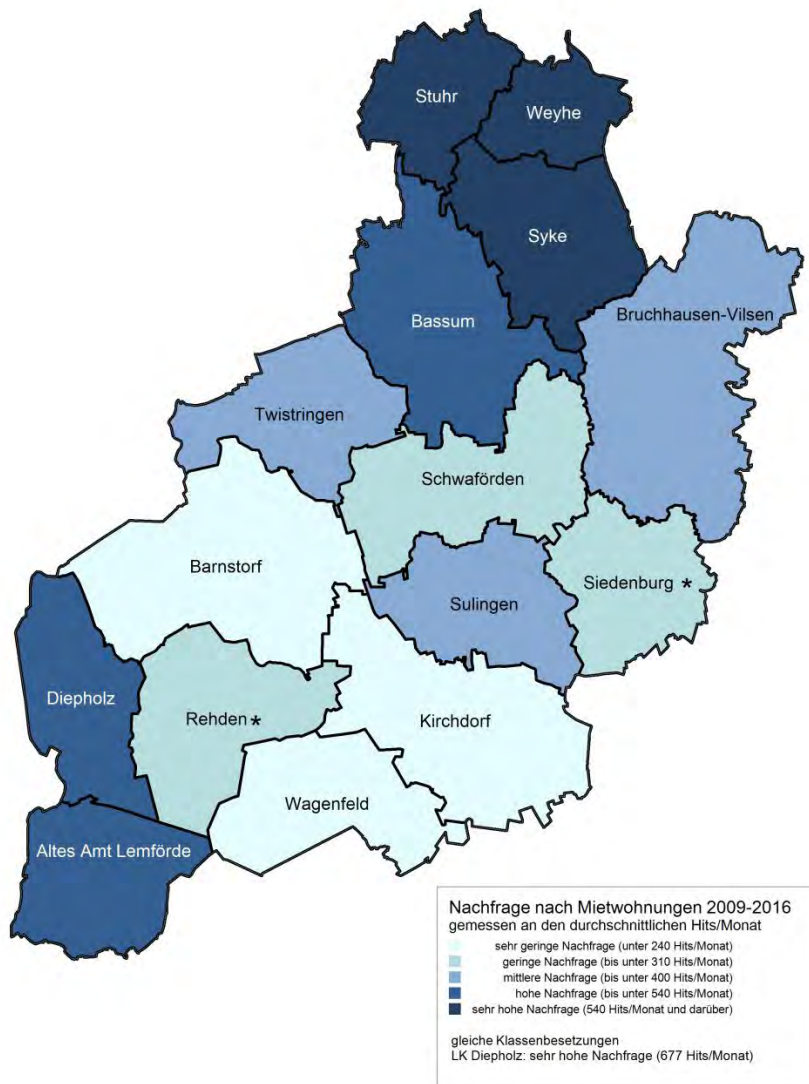 Stuhr
Weyhe
Syke
Bassum
Bruchhausen-Vilsen
Twistringen
Schwaförden
Barnstorf
Siedenburg *
Sulingen
Diepholz
Rehden *
Kirchdorf
Wagenfeld
Altes Amt Lemförde
Nachfrage nach Mietwohnungen 2009-2016
gemessen an den durchschnittlichen Hits/Monat
sehr geringe Nachfrage (unter 240 Hits/Monat)
geringe Nachfrage (bis unter 310 Hits/Monat)
mittlere Nachfrage (bis unter 400 Hits/Monat)
hohe Nachfrage (bis unter 540 Hits/Monat)
sehr hohe Nachfrage (540 Hits/Monat und darüber)
gleiche Klassenbesetzungen
LK Diepholz: sehr hohe Nachfrage (677 Hits/Monat)